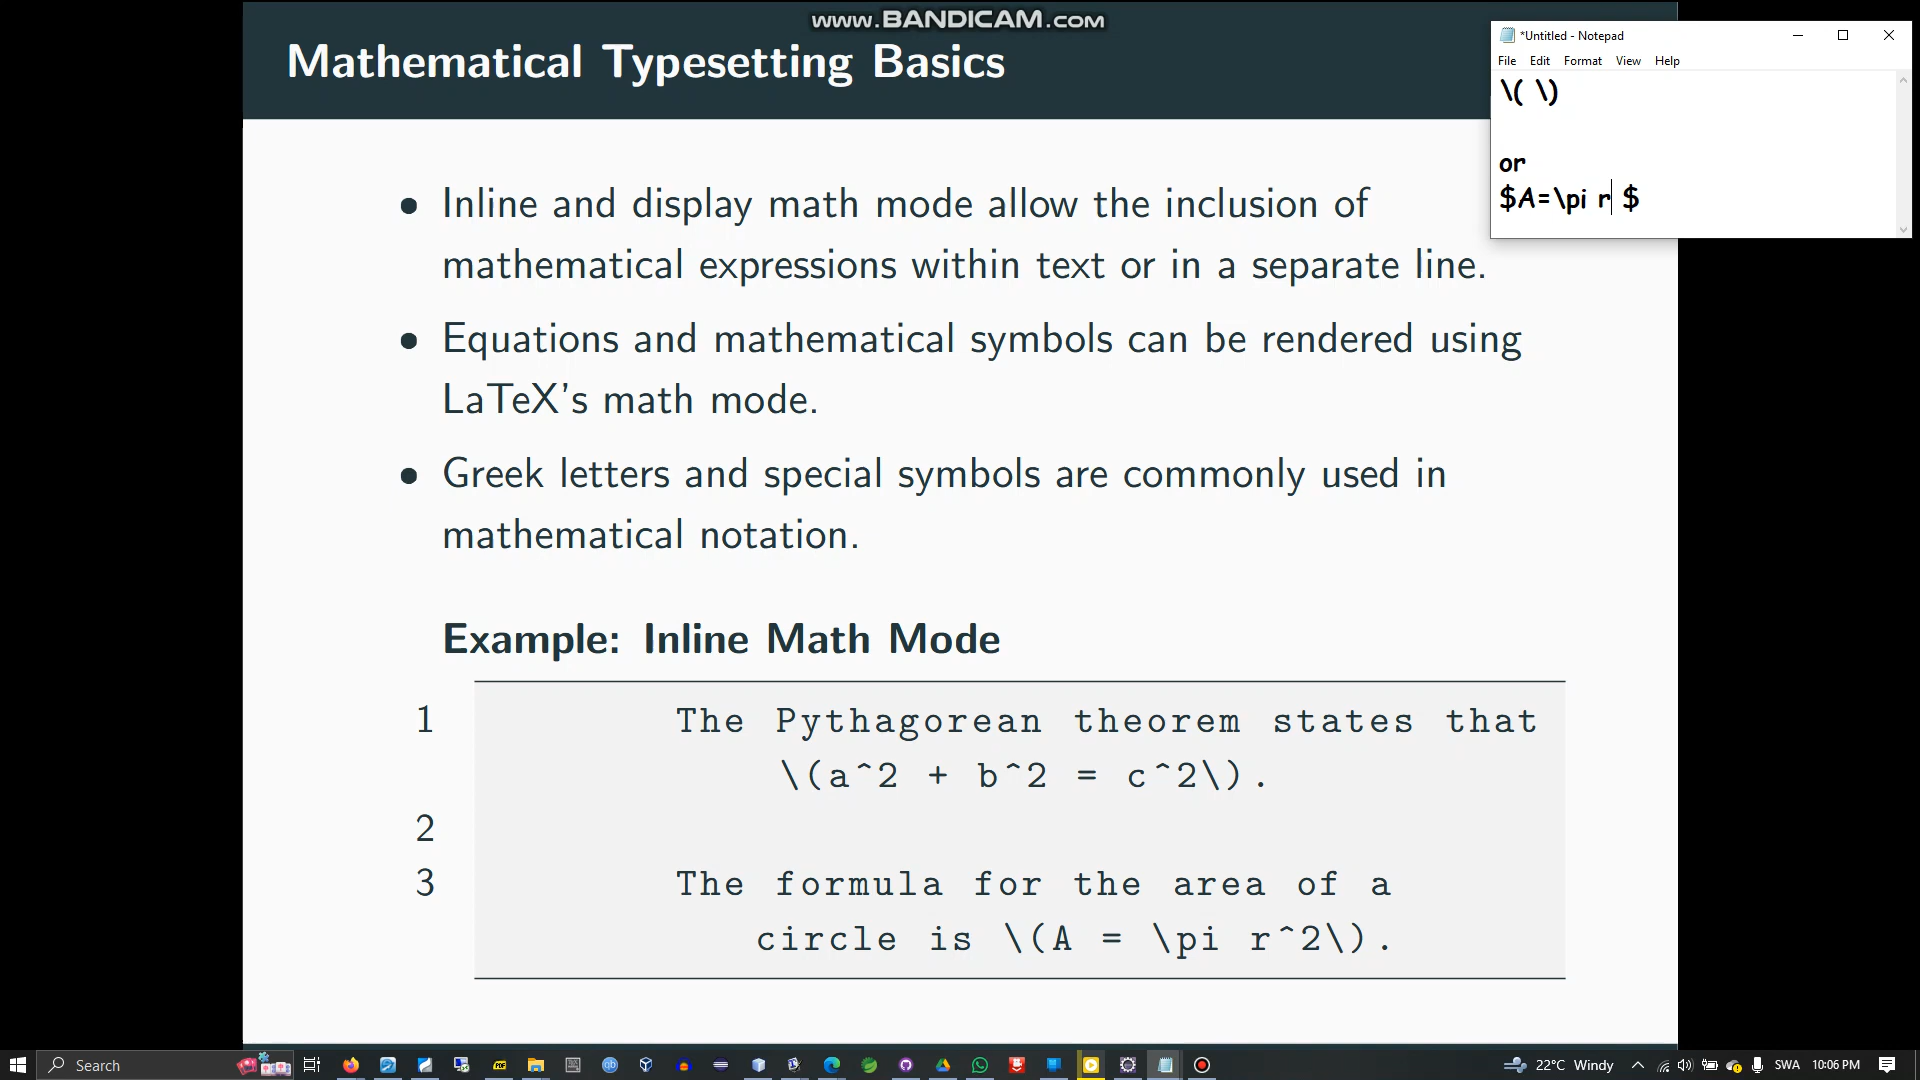 www.BANDICAM.com
Mathematical Typesetting Basics
*Untitled - Notepad
File Edit Format View Help
\( \)
or
$A=\pi r $
• Inline and display math mode allow the inclusion of
mathematical expressions within text or in a separate line.
• Equations and mathematical symbols can be rendered using
LaTeX's math mode.
• Greek letters and special symbols are commonly used in
mathematical notation.
Example: Inline Math Mode
1 The Pythagorean theorem states that
\(a^2 + b^2 = c^2\).
2
3 The formula for the area of a
circle is \(A = \pi r^2\).
Search 22°C Windy SWA 10:06 PM